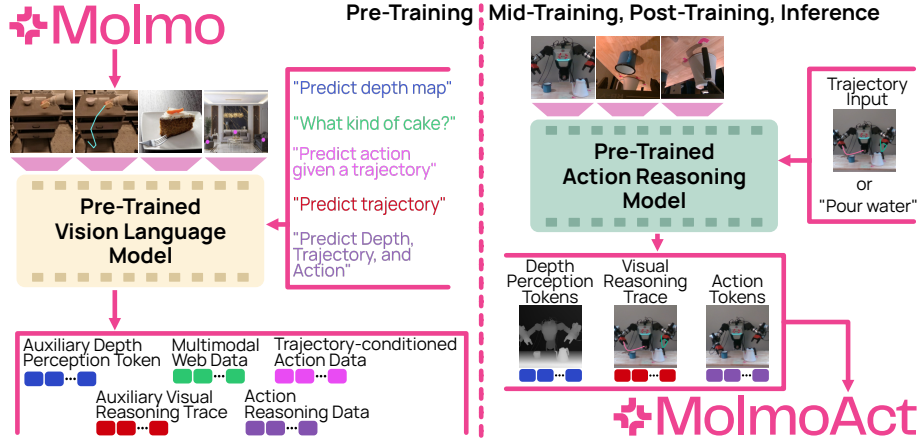 Molmo
Pre-Training
Mid-Training, Post-Training, Inference
"Predict depth map"
"What kind of cake?"
"Predict action
given a trajectory"
"Predict trajectory"
"Predict Depth,
Trajectory, and
Action"
Pre-Trained
Vision Language
Model
Auxiliary Depth
Perception Token
Multimodal
Web Data
Trajectory-conditioned
Action Data
Auxiliary Visual
Reasoning Trace
Action
Reasoning Data
Pre-Trained
Action Reasoning
Model
Trajectory
Input
or
"Pour water"
Depth
Perception
Tokens
Visual
Reasoning
Trace
Action
Tokens
MolmoAct